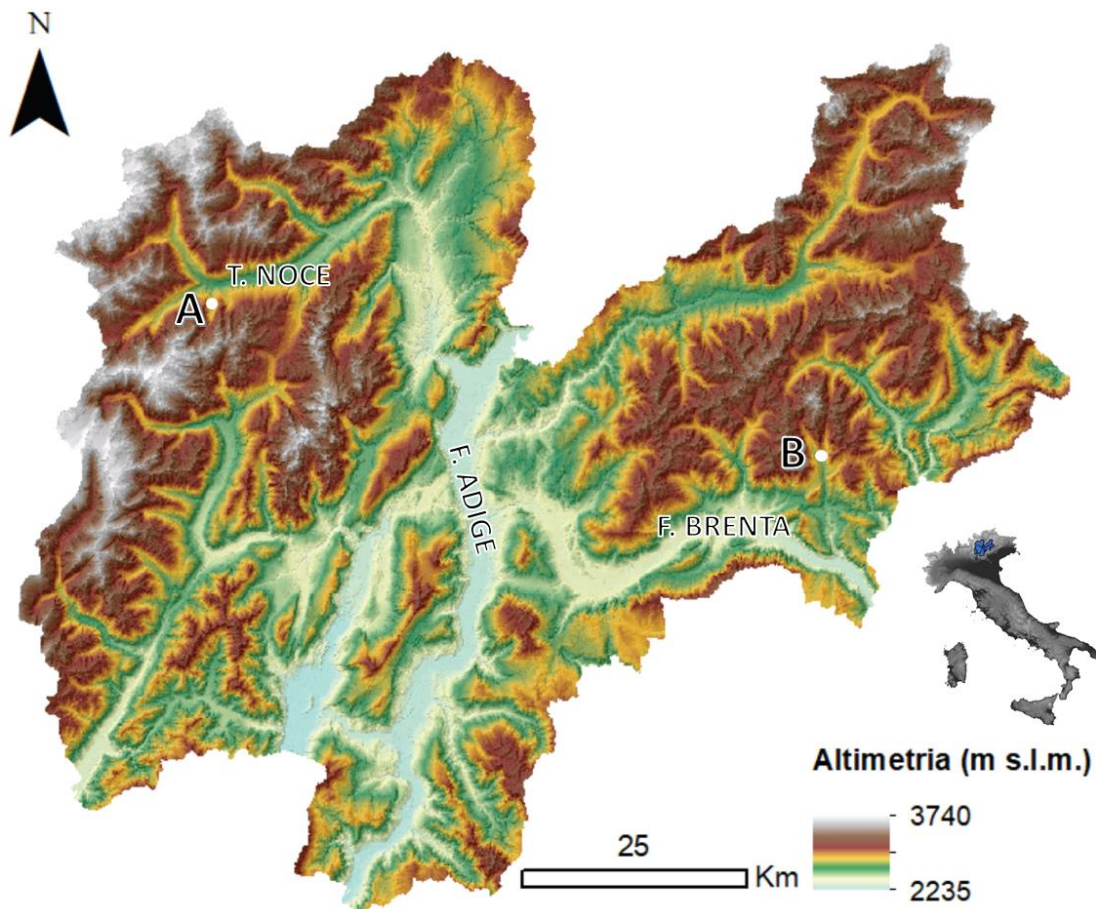 N
T. NOCE
A
B
F. ADIGE
F. BRENTA
Altimetria (m s.l.m.)
3740
2235
25
Km